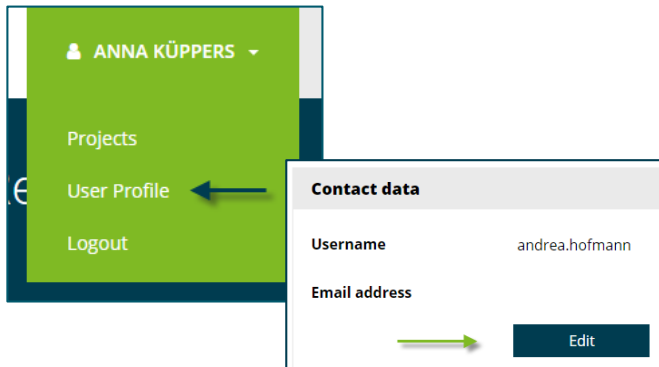 ANNA KÜPPERS
Projects
User Profile
Logout
Contact data
Username andrea.hofmann
Email address
Edit